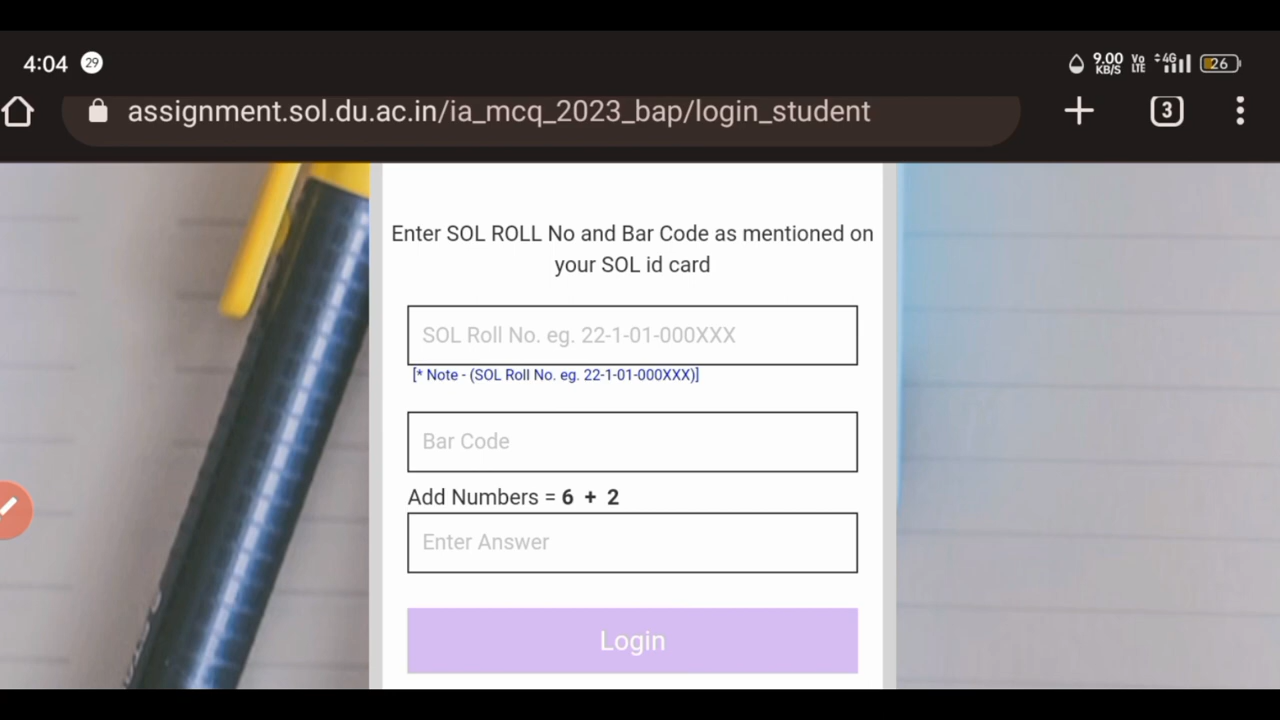 4:04 29 9.00 KB/S Vo LTE 4G 26
assignment.sol.du.ac.in/ia_mcq_2023_bap/login_student 3
Enter SOL ROLL No and Bar Code as mentioned on
your SOL id card
SOL Roll No. eg. 22-1-01-000XXX
[* Note - (SOL Roll No. eg. 22-1-01-000XXX)]
Bar Code
Add Numbers = 6 + 2
Enter Answer
Login